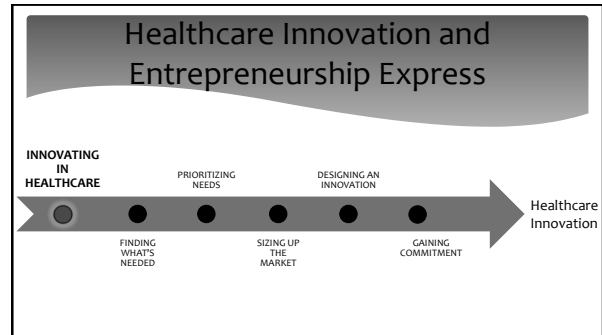 Healthcare Innovation and
Entrepreneurship Express
INNOVATING
IN
HEALTHCARE
FINDING
WHAT'S
NEEDED
PRIORITIZING
NEEDS
SIZING UP
THE
MARKET
DESIGNING AN
INNOVATION
GAINING
COMMITMENT
Healthcare
Innovation